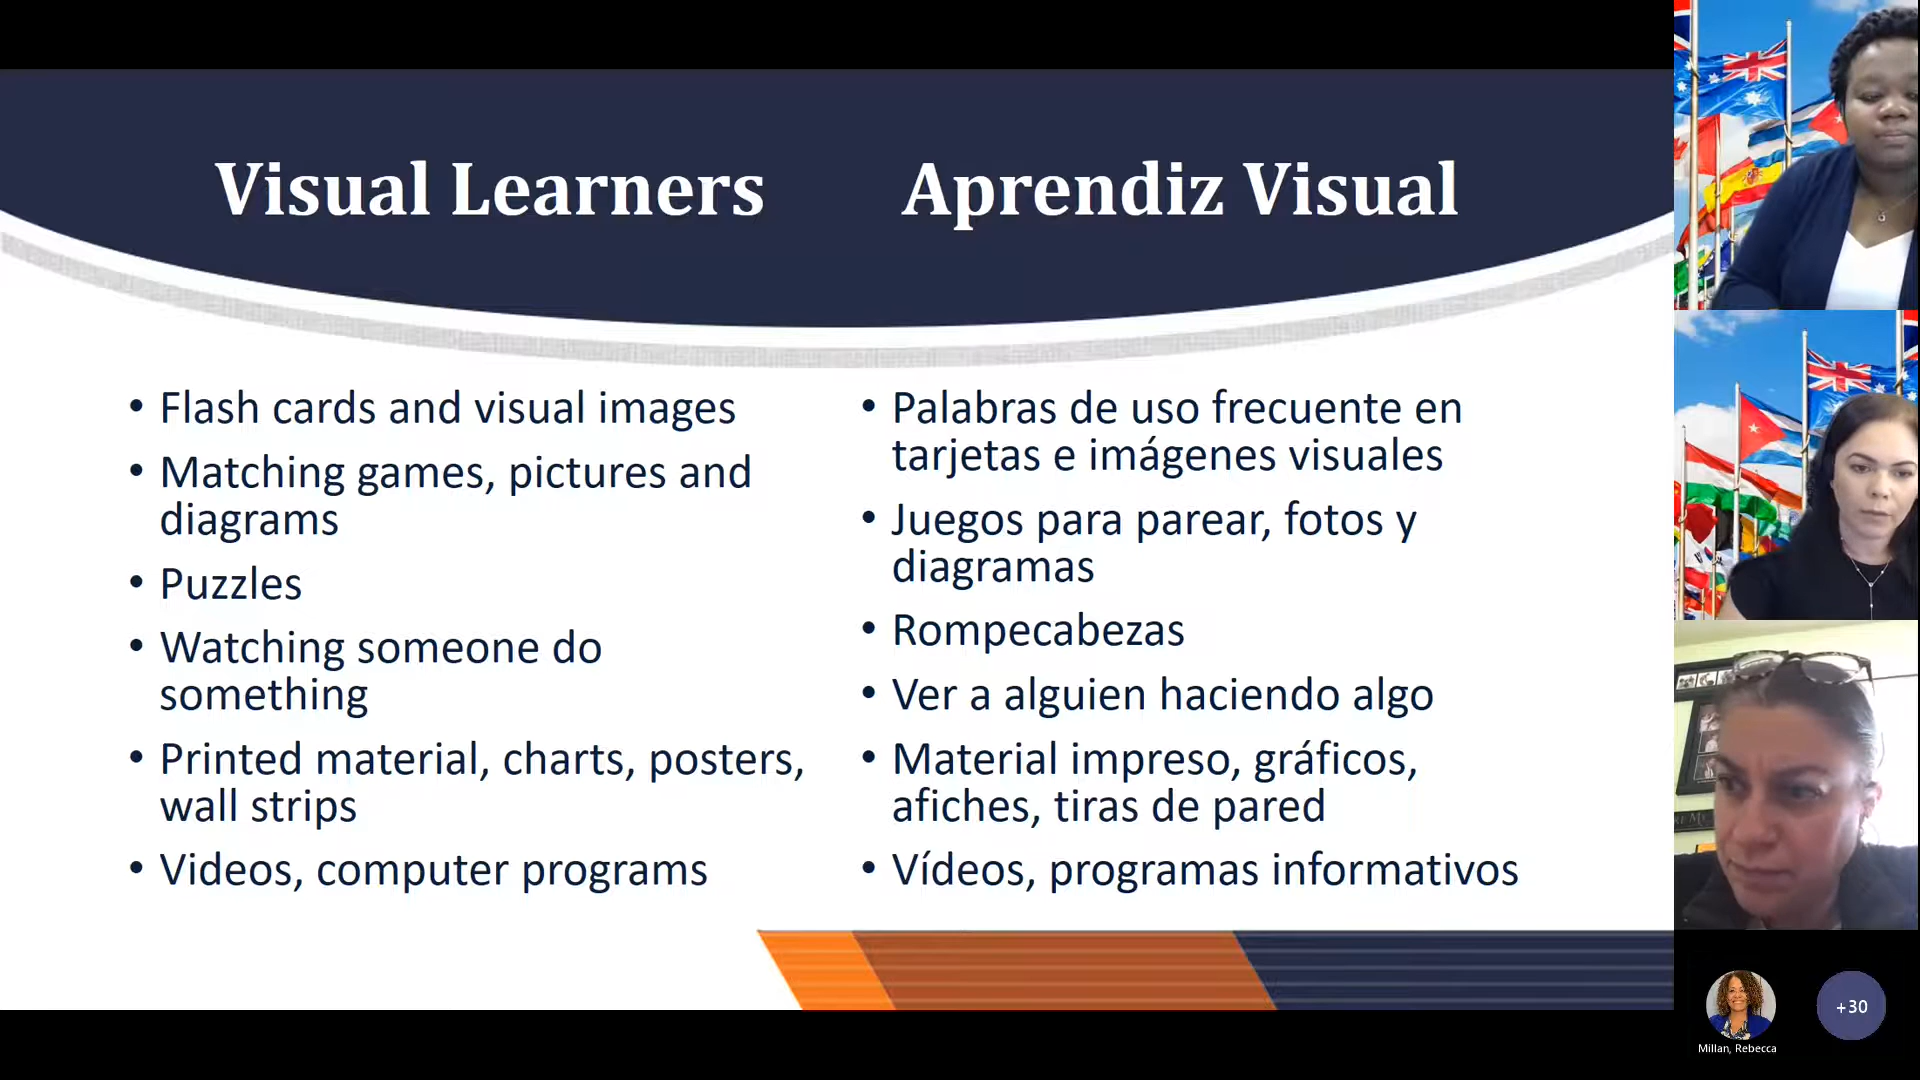 Visual Learners
Aprendiz Visual
• Flash cards and visual images
• Matching games, pictures and
diagrams
• Puzzles
• Watching someone do
something
• Printed material, charts, posters,
wall strips
• Videos, computer programs
• Palabras de uso frecuente en
tarjetas e imágenes visuales
• Juegos para parear, fotos y
diagramas
• Rompecabezas
• Ver a alguien haciendo algo
• Material impreso, gráficos,
afiches, tiras de pared
• Vídeos, programas informativos
Millan, Rebecca
+30